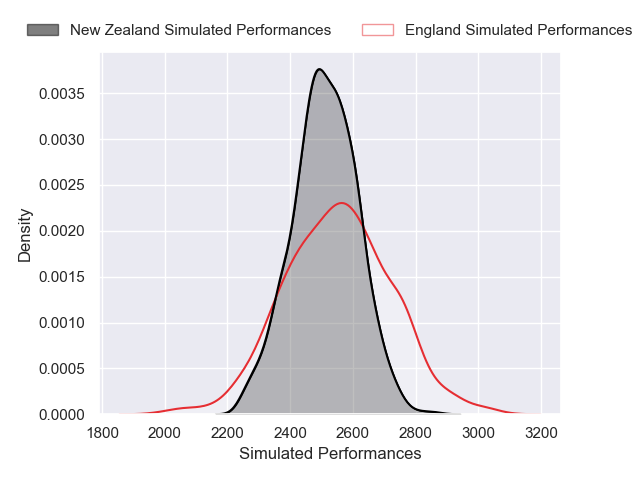 New Zealand Simulated Performances
England Simulated Performances
0.0035
0.0030
0.0025
0.0020
0.0015
0.0010
0.0005
0.0000
Density
1800 2000 2200 2400 2600 2800 3000 3200
Simulated Performances